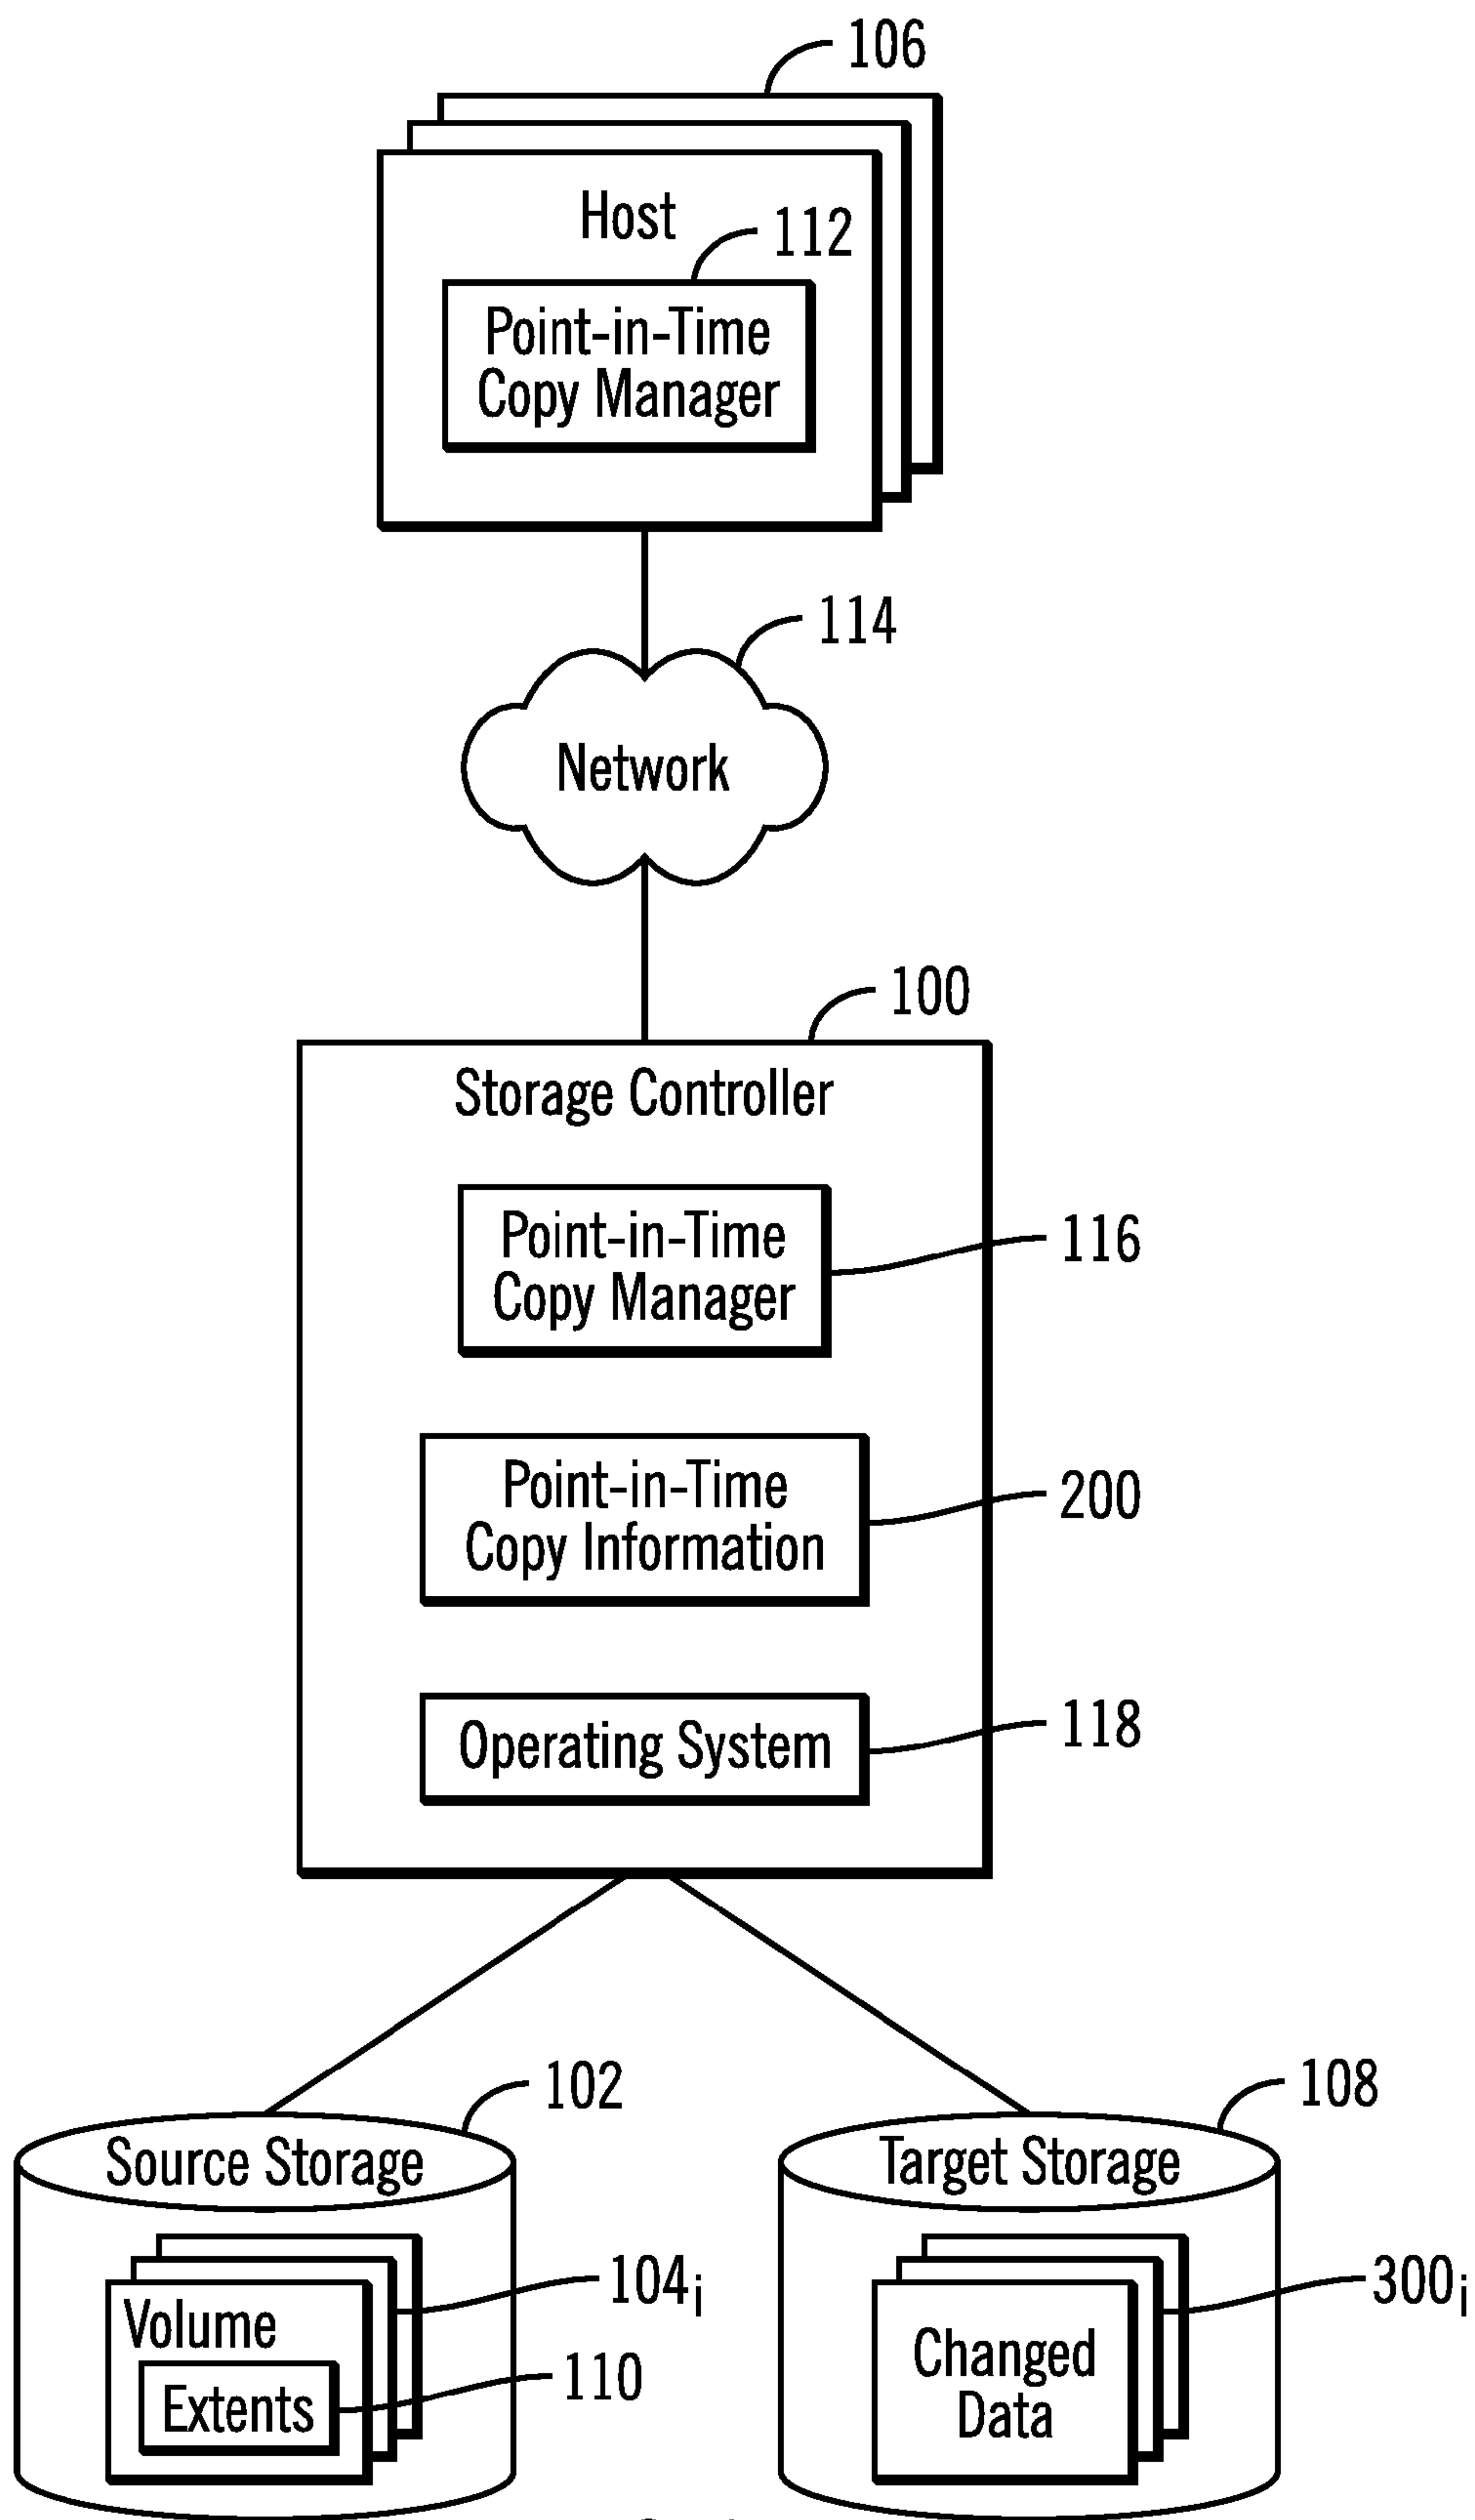 106
Host
112
Point-in-Time
Copy Manager
114
Network
100
Storage Controller
Point-in-Time
Copy Manager
116
Point-in-Time
Copy Information
200
Operating System
118
102
Source Storage
104i
Volume
110
Extents
108
Target Storage
300i
Changed
Data